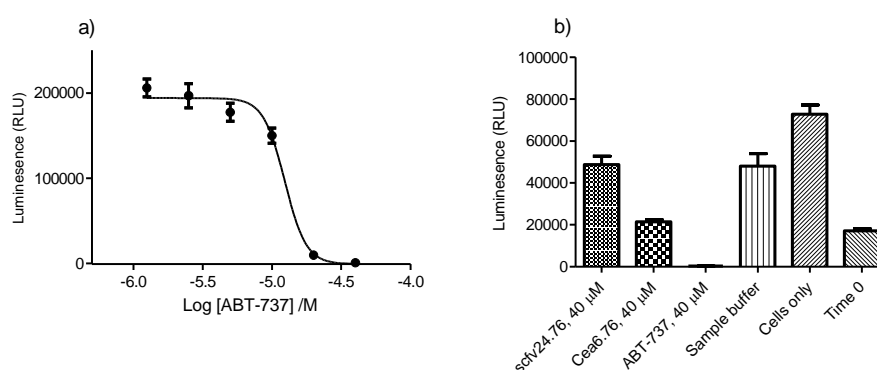 a)
Luminesence (RLU)
200000
100000
0
-6.0 -5.5 -5.0 -4.5 -4.0
Log [ABT-737] /M
b)
Luminesence (RLU)
100000
80000
60000
40000
20000
0
scfv24.76, 40 μM
Cea6.76, 40 μM
ABT-737, 40 μM
Sample buffer
Cells only
Time 0